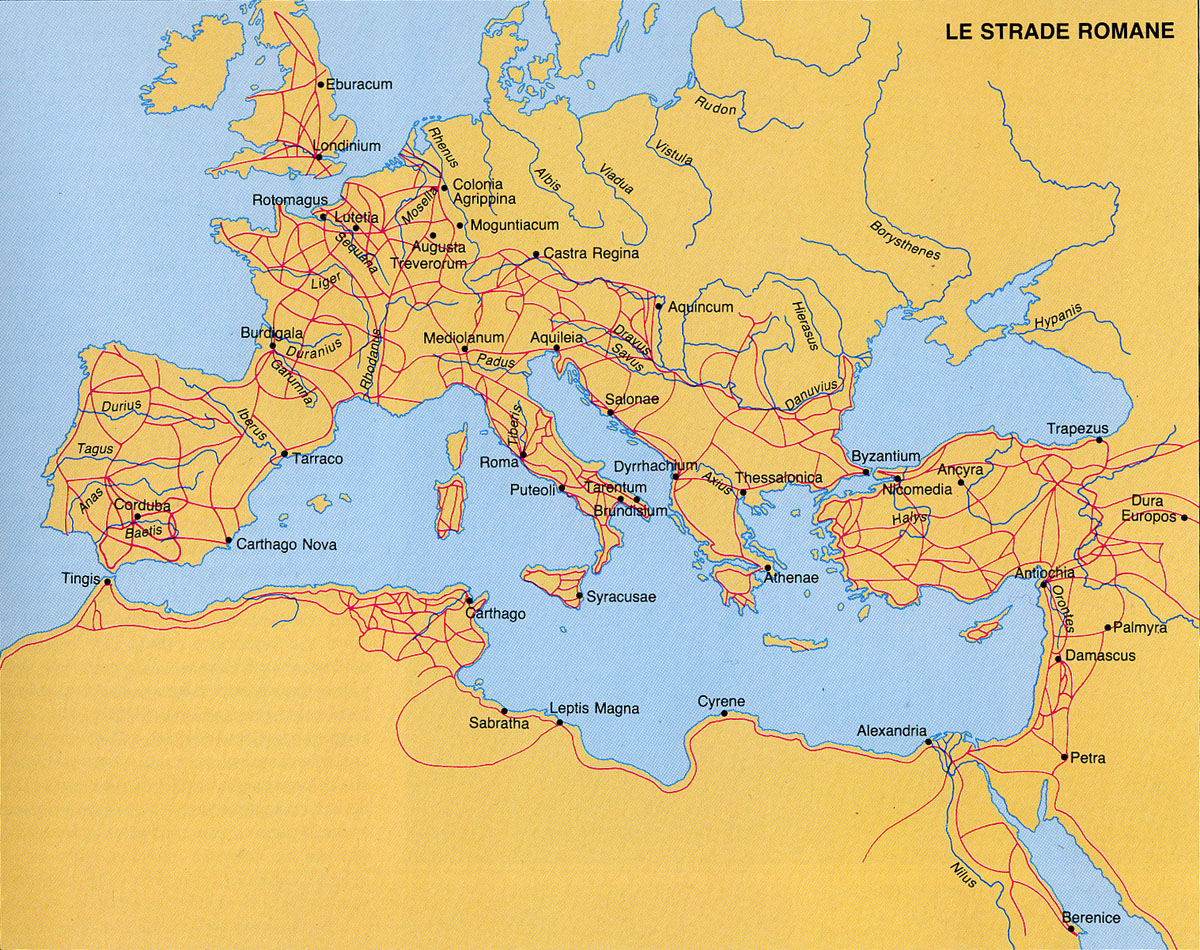 LE STRADE ROMANE
Eburacum
Londinium
Rudon
Rhenus
Albis
Viadua
Vistula
Colonia
Agrippina
Mosella
Rotomagus
Lutetia
Moguntiacum
Sequana
Augusta
Treverorum
Borysthenes
Castra Regina
Liger
Aquincum
Hierasus
Hypanis
Burdigala
Duranius
Garumna
Rhodanus
Mediolanum
Padus
Aquileia
Dravus
Savus
Danuvius
Durius
Iberus
Salonae
Tiberis
Trapezus
Tagus
Tarraco
Roma
Dyrrhachium
Axius
Thessalonica
Byzantium
Ancyra
Nicomedia
Anas
Corduba
Baetis
Puteoli
Tarentum
Brundisium
Halys
Dura
Europos
Carthago Nova
Tingis
Athenae
Antiochia
Orontes
Carthago
Syracusae
Palmyra
Damascus
Sabratha
Leptis Magna
Cyrene
Alexandria
Petra
Nilus
Berenice